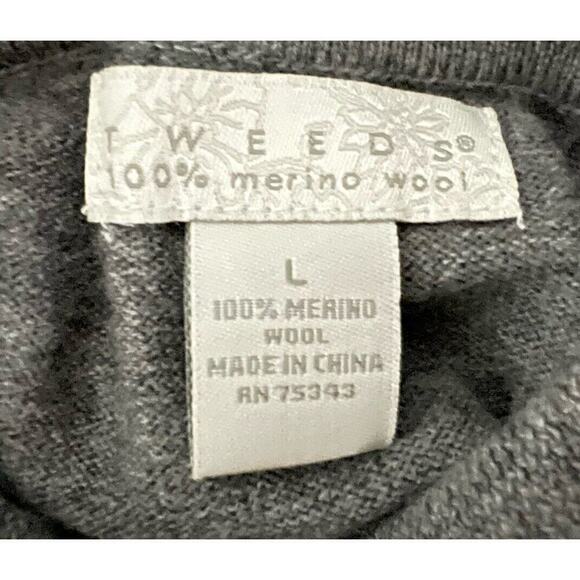 TWEEDS®
100% merino wool
L
100% MERINO
WOOL
MADE IN CHINA
RN 75343